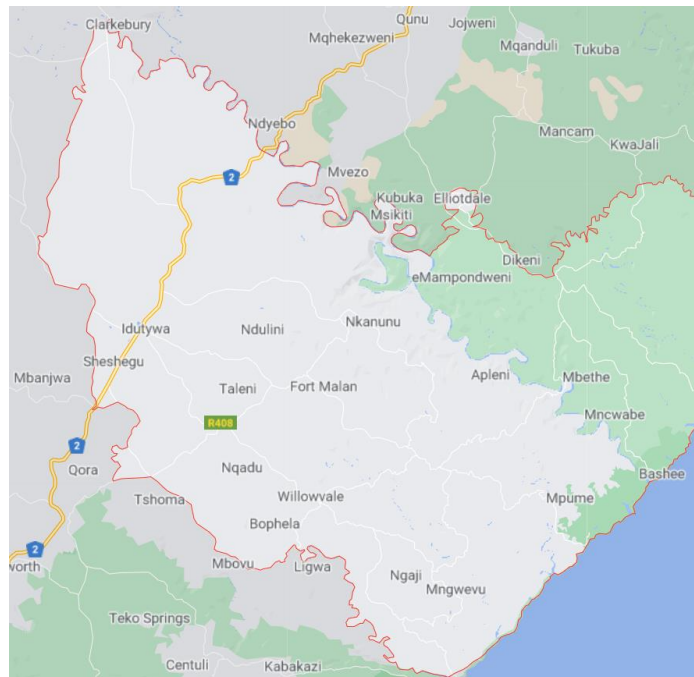 Clarkebury
Qunu
Jojweni
Mqhekezweni
Mqanduli
Tukuba
Ndyebo
Mancam
KwaJali
2
Mvezo
Kubuka
Msikiti
Elliotdale
Dikeni
eMampondweni
Idutywa
Ndulini
Nkanunu
Sheshegu
Mbanjwa
Taleni
Fort Malan
Apleni
Mbethe
R408
Mncwabe
2
Qora
Nqadu
Bashee
Tshoma
Willowvale
Mpume
Bophela
2
worth
Mbovu
Ligwa
Ngaji
Mngwevu
Teko Springs
Centuli
Kabakazi